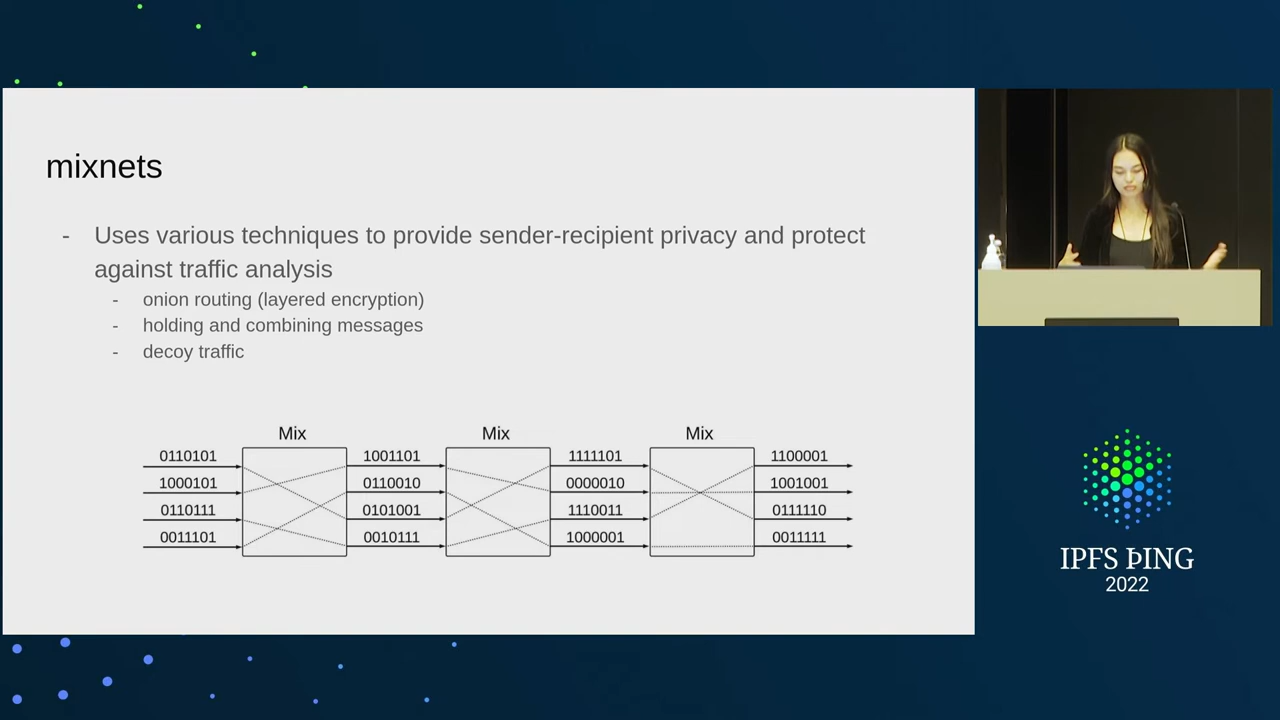 mixnets
- Uses various techniques to provide sender-recipient privacy and protect
against traffic analysis
- onion routing (layered encryption)
- holding and combining messages
- decoy traffic
Mix Mix Mix
0110101 1001101 1111101 1100001
1000101 0110010 0000010 1001001
0110111 0101001 1110011 0111110
0011101 0010111 1000001 0011111
IPFS ÞING
2022